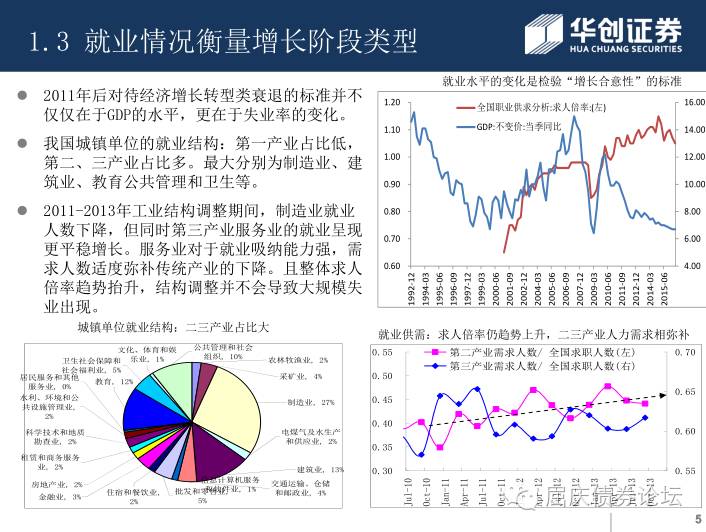 1.3 就业情况衡量增长阶段类型
华创证券
HUA CHUANG SECURITIES
2011年后对待经济增长转型类衰退的标准并不
仅仅在于GDP的水平，更在于失业率的变化。
我国城镇单位的就业结构：第一产业占比低，
第二、三产业占比多。最大分别为制造业、建
筑业、教育公共管理和卫生等。
2011-2013年工业结构调整期间，制造业就业
人数下降，但同时第三产业服务业的就业呈现
更平稳增长。服务业对于就业吸纳能力强，需
求人数适度弥补传统产业的下降。且整体求人
倍率趋势抬升，结构调整并不会导致大规模失
业出现。
就业水平的变化是检验“增长合意性”的标准
全国职业供求分析:求人倍率:(左)
GDP:不变价:当季同比
1.20
1.10
1.00
0.90
0.80
0.70
0.60
16.00
14.00
12.00
10.00
8.00
6.00
4.00
1992-12
1994-03
1995-06
1996-09
1997-12
1999-03
2000-06
2001-09
2002-12
2004-03
2005-06
2006-09
2007-12
2009-03
2010-06
2011-09
2012-12
2014-03
2015-06
城镇单位就业结构：二三产业占比大
公共管理和社会
组织, 10%
农林牧渔业, 2%
采矿业, 4%
制造业, 27%
电煤气及水生产
和供应业, 2%
建筑业, 13%
交通运输、仓储
和邮政业, 4%
信息计算机服务
和软件业, 1%
批发和零售业,
5%
住宿和餐饮业,
2%
金融业, 3%
房地产业, 2%
租赁和商务服务
业, 2%
科学技术和地质
勘查业, 2%
水利、环境和公
共设施管理业,
2%
居民服务和其他
服务业, 0%
教育, 12%
卫生社会保障和
社会福利业, 5%
文化、体育和娱
乐业, 1%
就业供需：求人倍率仍趋势上升，二三产业人力需求相弥补
第二产业需求人数/ 全国求职人数(左)
第三产业需求人数/ 全国求职人数(右)
0.55
0.50
0.45
0.40
0.35
0.30
0.70
0.65
0.60
0.55
Jul-10
Oct-10
Jan-11
Apr-11
Jul-11
屈庆债券论坛
5